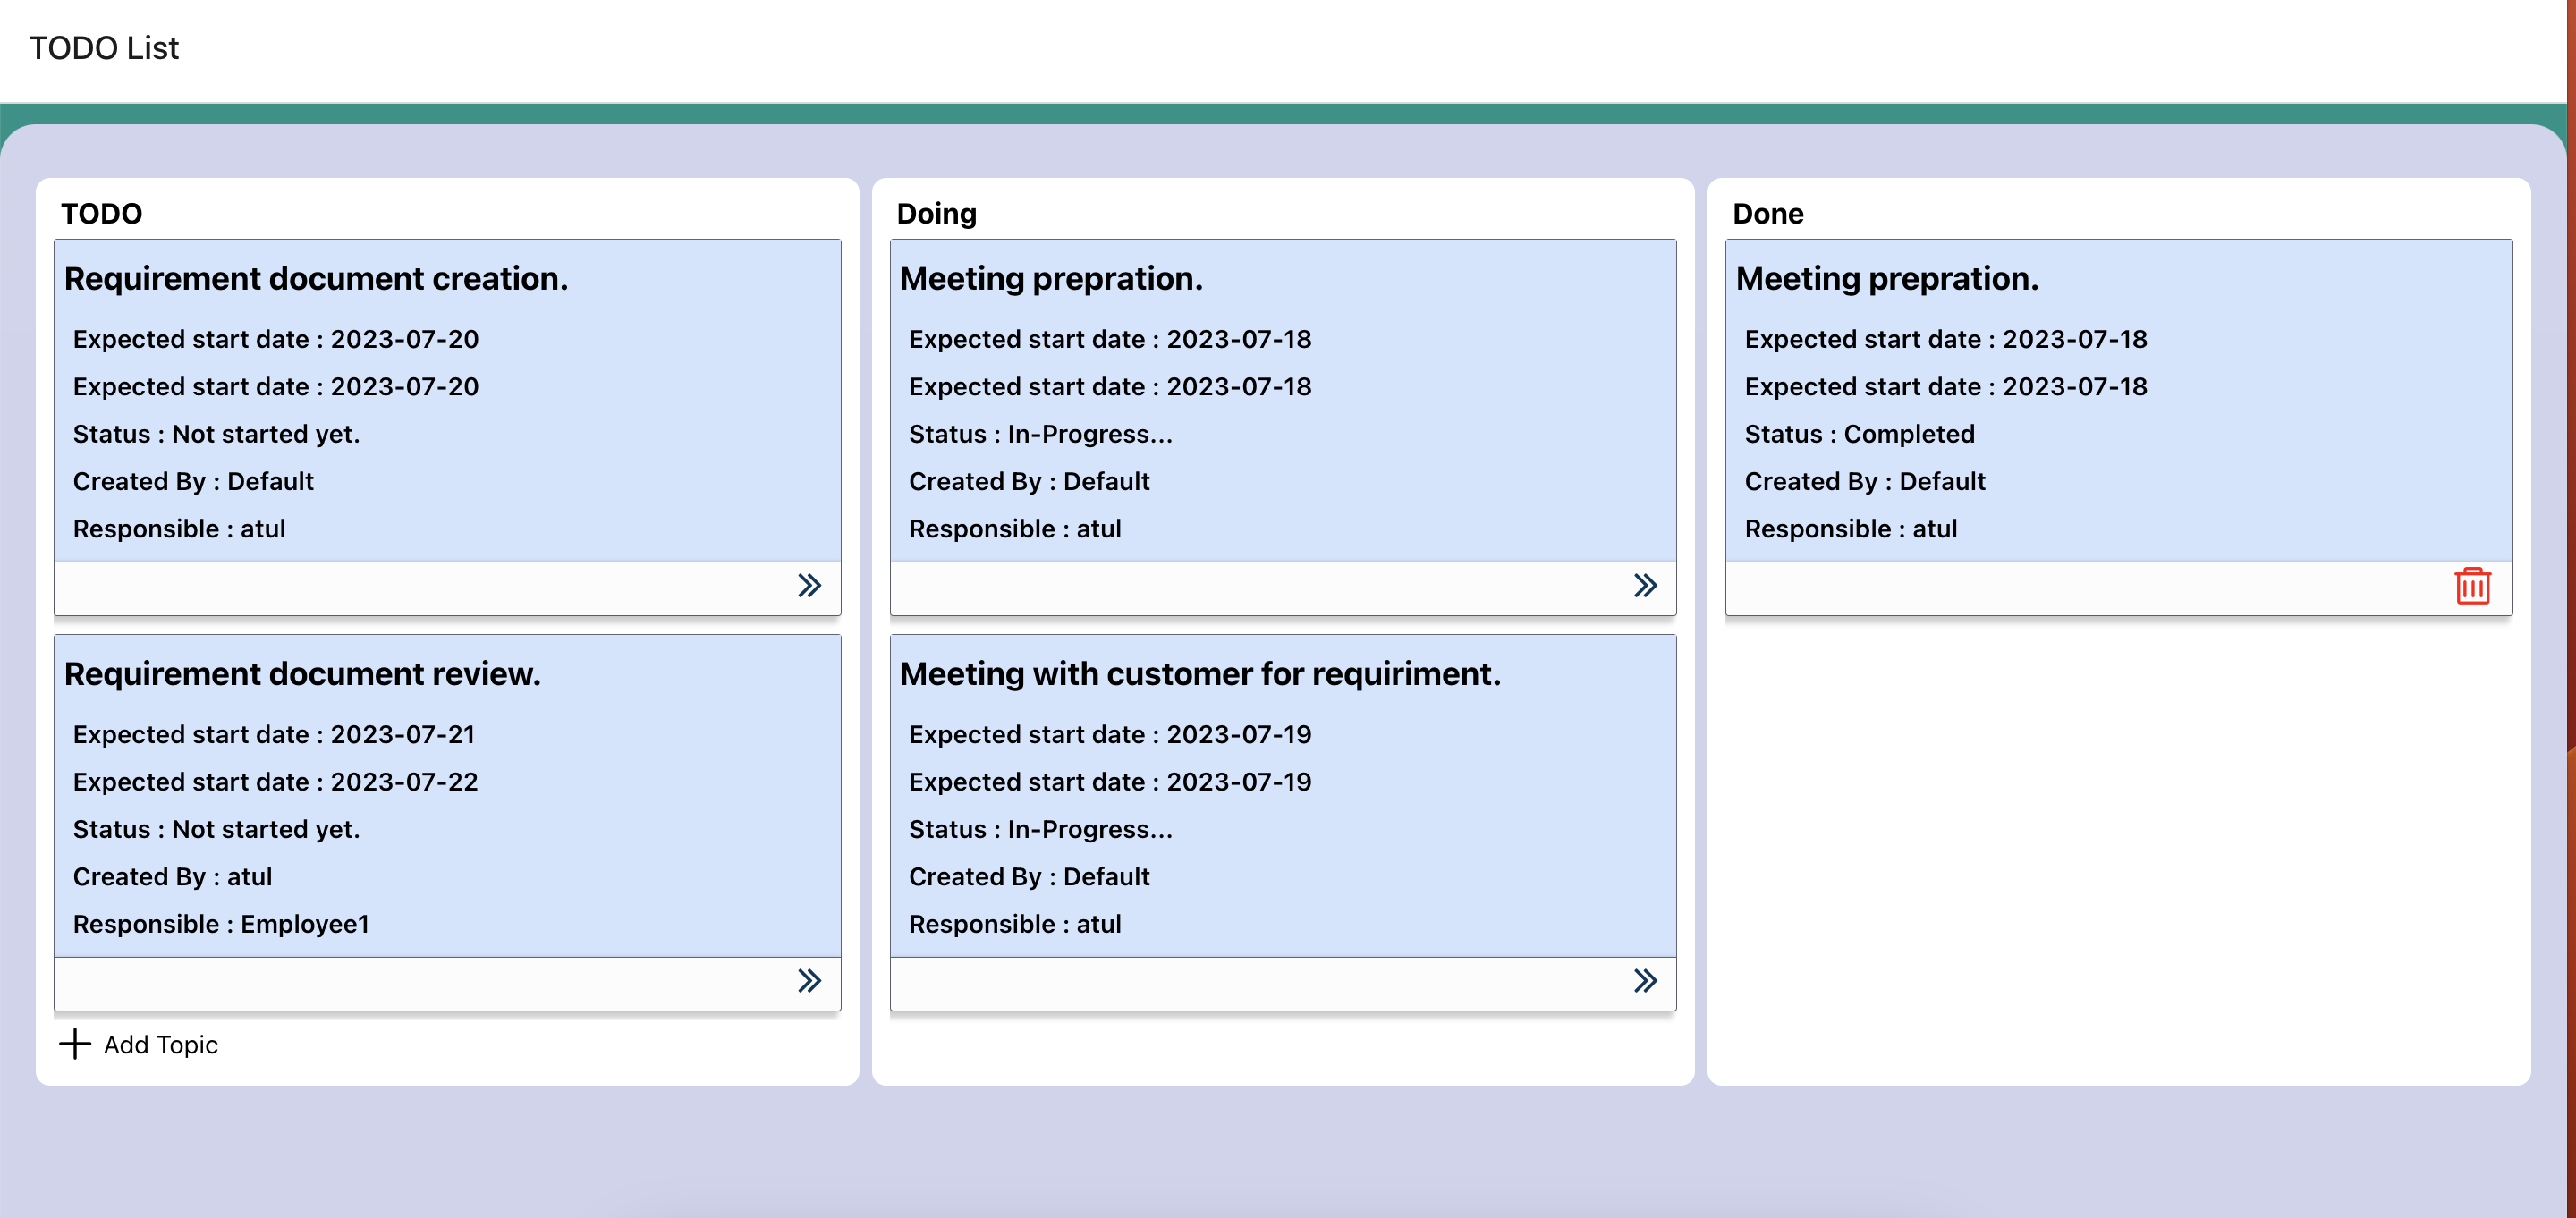 TODO List
TODO
Requirement document creation.
Expected start date : 2023-07-20
Expected start date : 2023-07-20
Status : Not started yet.
Created By : Default
Responsible : atul
Requirement document review.
Expected start date : 2023-07-21
Expected start date : 2023-07-22
Status : Not started yet.
Created By : atul
Responsible : Employee1
Add Topic
Doing
Meeting prepration.
Expected start date : 2023-07-18
Expected start date : 2023-07-18
Status : In-Progress...
Created By : Default
Responsible : atul
Meeting with customer for requiriment.
Expected start date : 2023-07-19
Expected start date : 2023-07-19
Status : In-Progress...
Created By : Default
Responsible : atul
Done
Meeting prepration.
Expected start date : 2023-07-18
Expected start date : 2023-07-18
Status : Completed
Created By : Default
Responsible : atul